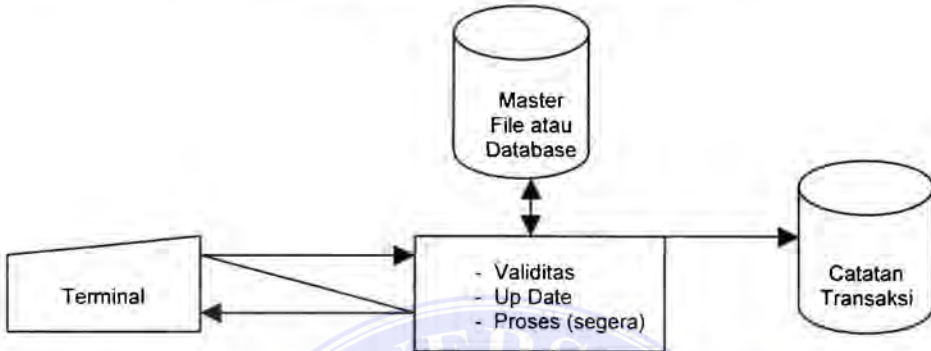 Master
File atau
Database
Terminal
- Validitas
- Up Date
- Proses (segera)
Catatan
Transaksi